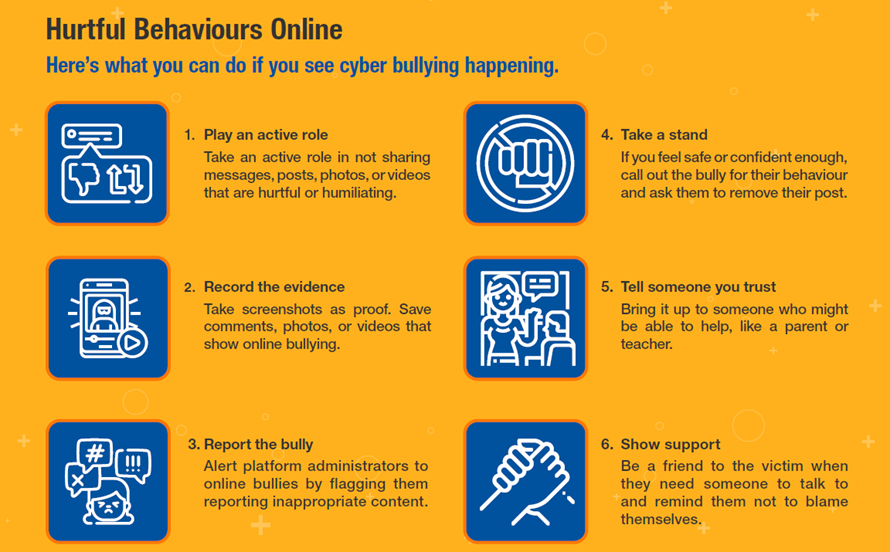 Hurtful Behaviours Online
Here's what you can do if you see cyber bullying happening.
1. Play an active role
Take an active role in not sharing
messages, posts, photos, or videos
that are hurtful or humiliating.
2. Record the evidence
Take screenshots as proof. Save
comments, photos, or videos that
show online bullying.
3. Report the bully
Alert platform administrators to
online bullies by flagging them
reporting inappropriate content.
4. Take a stand
If you feel safe or confident enough,
call out the bully for their behaviour
and ask them to remove their post.
5. Tell someone you trust
Bring it up to someone who might
be able to help, like a parent or
teacher.
6. Show support
Be a friend to the victim when
they need someone to talk to
and remind them not to blame
themselves.